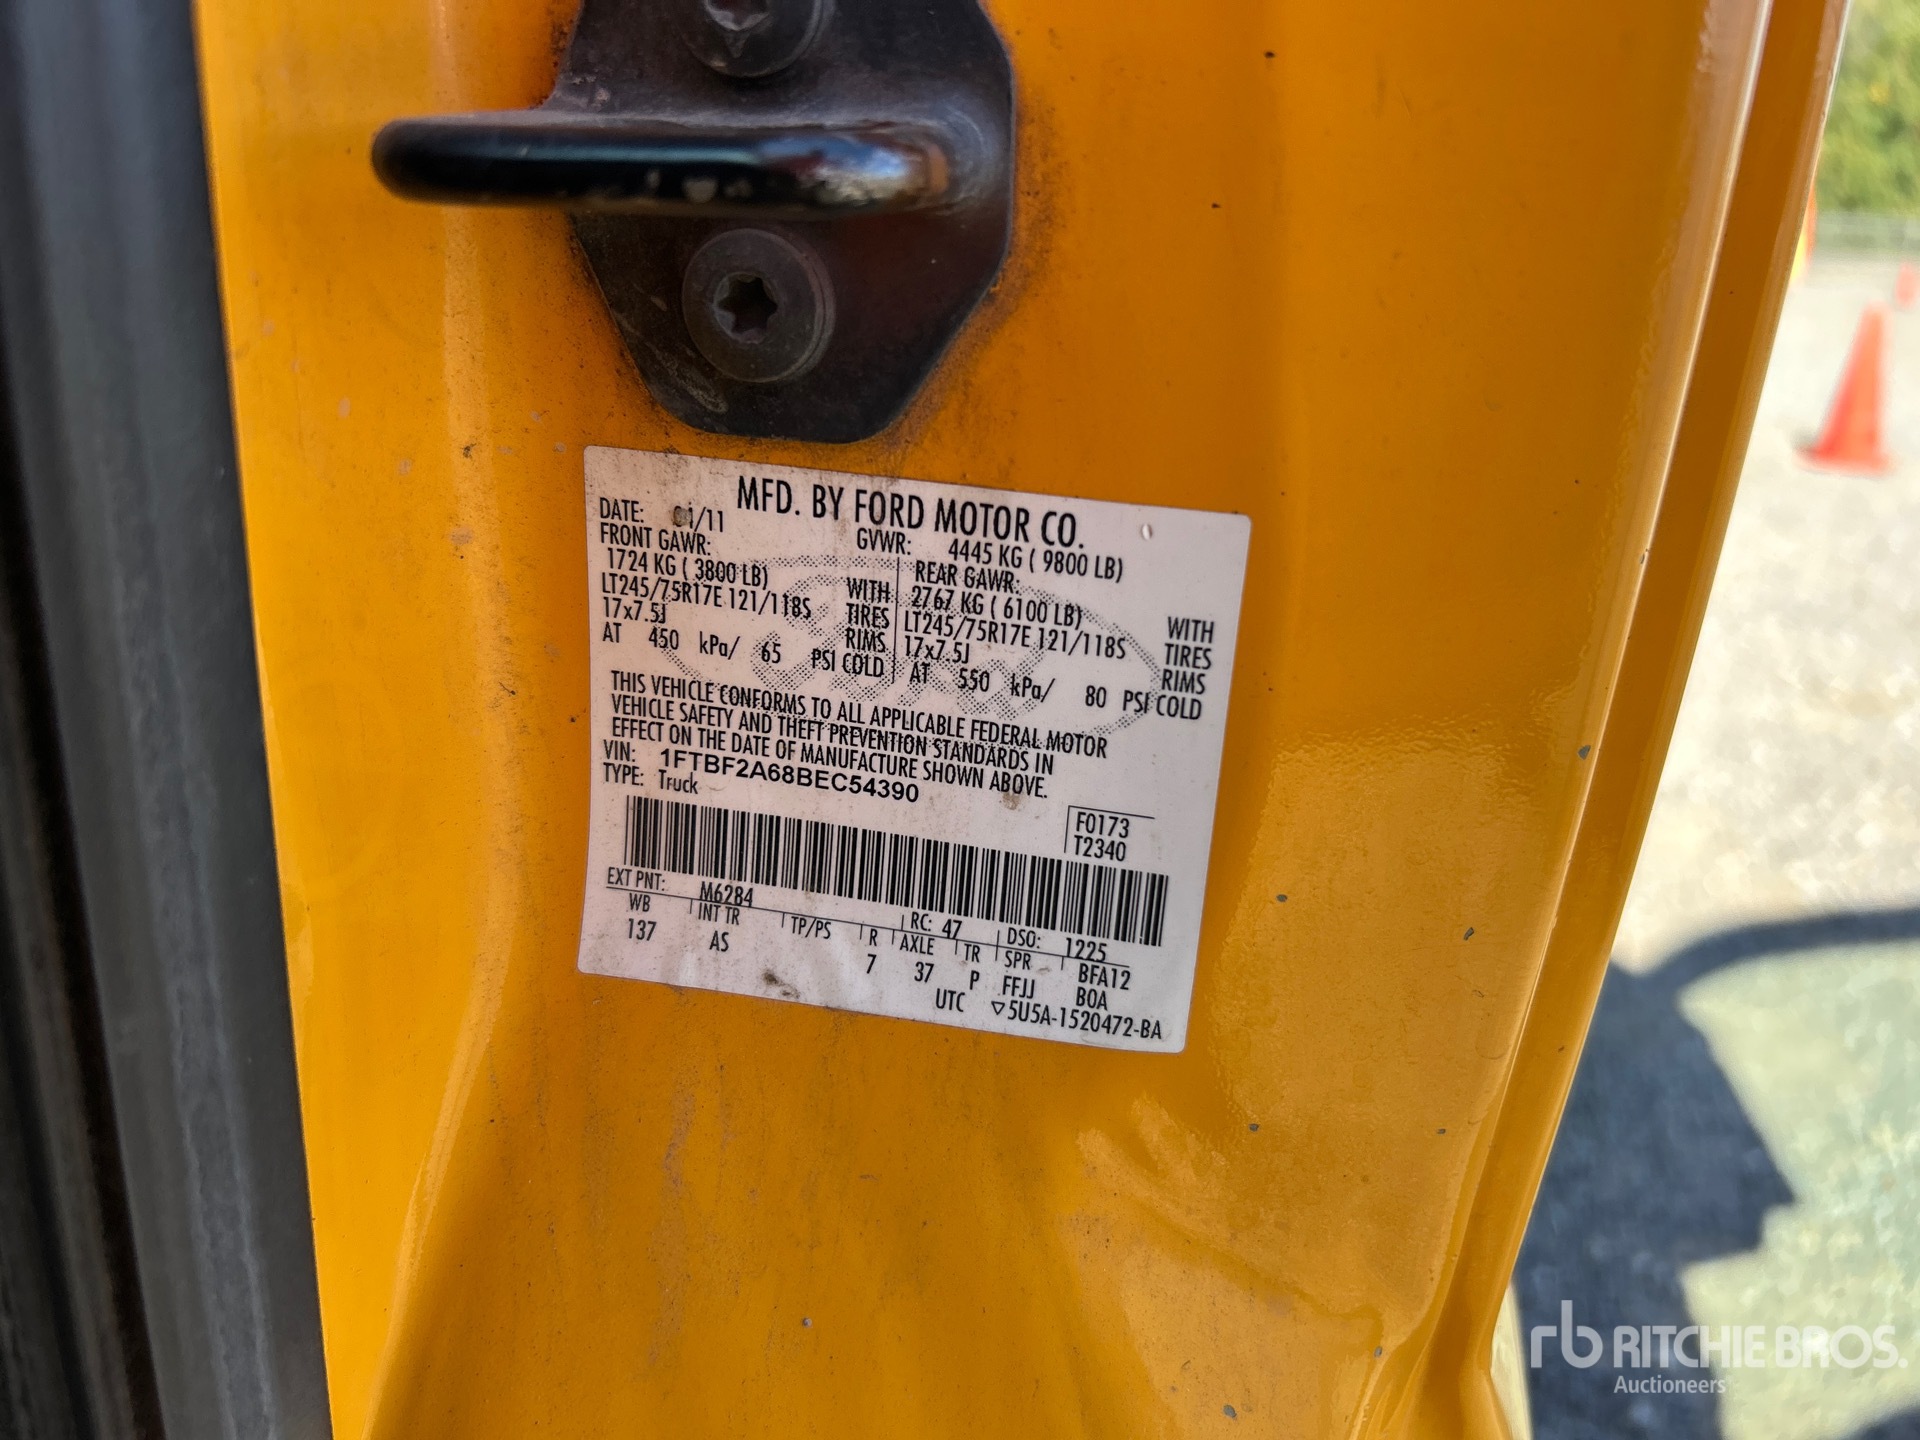 MFD. BY FORD MOTOR CO.
DATE: 01/11 GVWR: 4445 KG ( 9800 LB)
FRONT GAWR: REAR GAWR:
1724 KG ( 3800 LB) WITH 2767 KG ( 6100 LB) WITH
LT245/75R17E 121/118S TIRES LT245/75R17E 121/118S TIRES
17x7.5J RIMS 17x7.5J RIMS
AT 450 kPa/ 65 PSI COLD AT 550 kPa/ 80 PSI COLD
THIS VEHICLE CONFORMS TO ALL APPLICABLE FEDERAL MOTOR
VEHICLE SAFETY AND THEFT PREVENTION STANDARDS IN
EFFECT ON THE DATE OF MANUFACTURE SHOWN ABOVE.
VIN: 1FTBF2A68BEC54390
TYPE: Truck
F0173
T2340
EXT PNT: M6284 RC: 47 DSO: 1225
WB INT TR TP/PS R AXLE TR SPR BFA12
137 AS 7 37 P FFJJ BOA
UTC ▽5U5A-1520472-BA
rb RITCHIE BROS.
Auctioneers